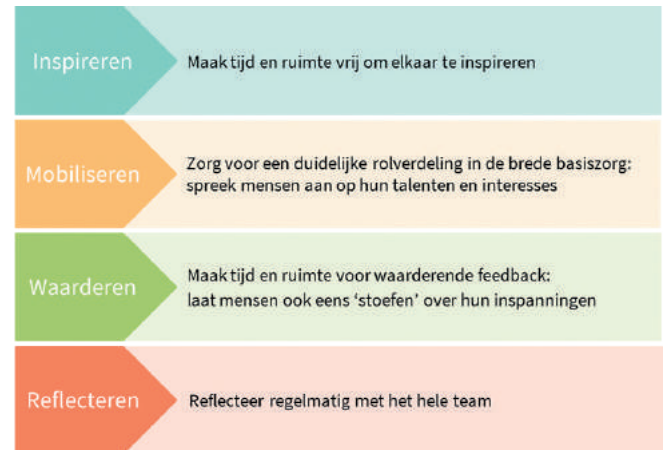 Inspireren
Maak tijd en ruimte vrij om elkaar te inspireren
Mobiliseren
Zorg voor een duidelijke rolverdeling in de brede basiszorg:
spreek mensen aan op hun talenten en interesses
Waarderen
Maak tijd en ruimte voor waarderende feedback:
laat mensen ook eens ‘stoefen’ over hun inspanningen
Reflecteren
Reflecteer regelmatig met het hele team